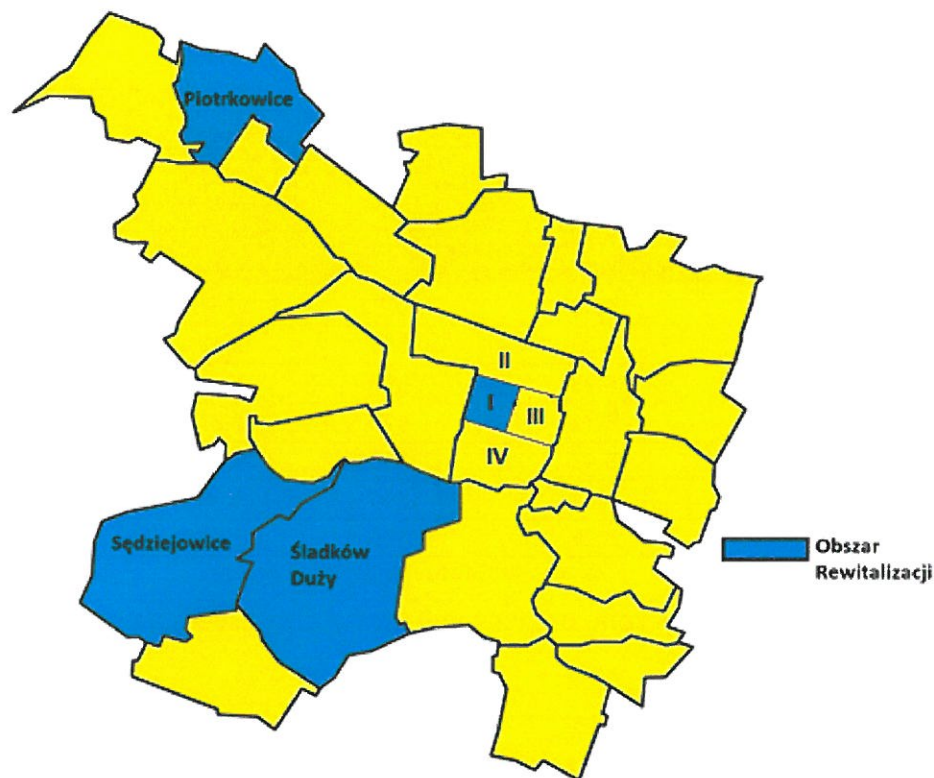 Piotrkowice
II
I
III
IV
Sędziejowice
Śladków
Duży
Obszar
Rewitalizacji